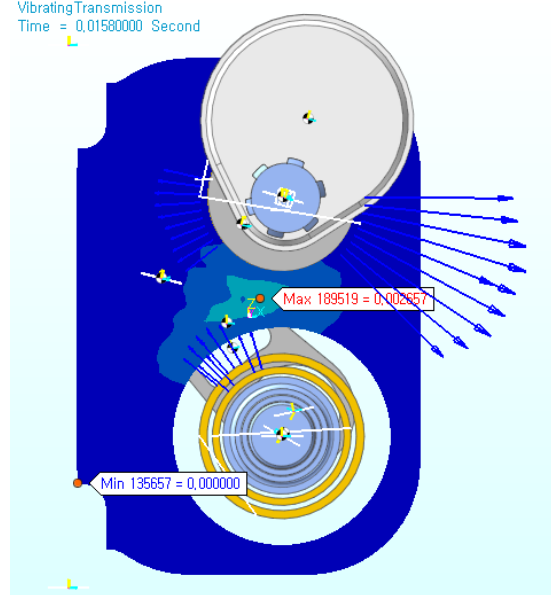 VibratingTransmission
Time = 0,01580000 Second
Max 189519 = 0,002657
Z
X
Min 135657 = 0,000000